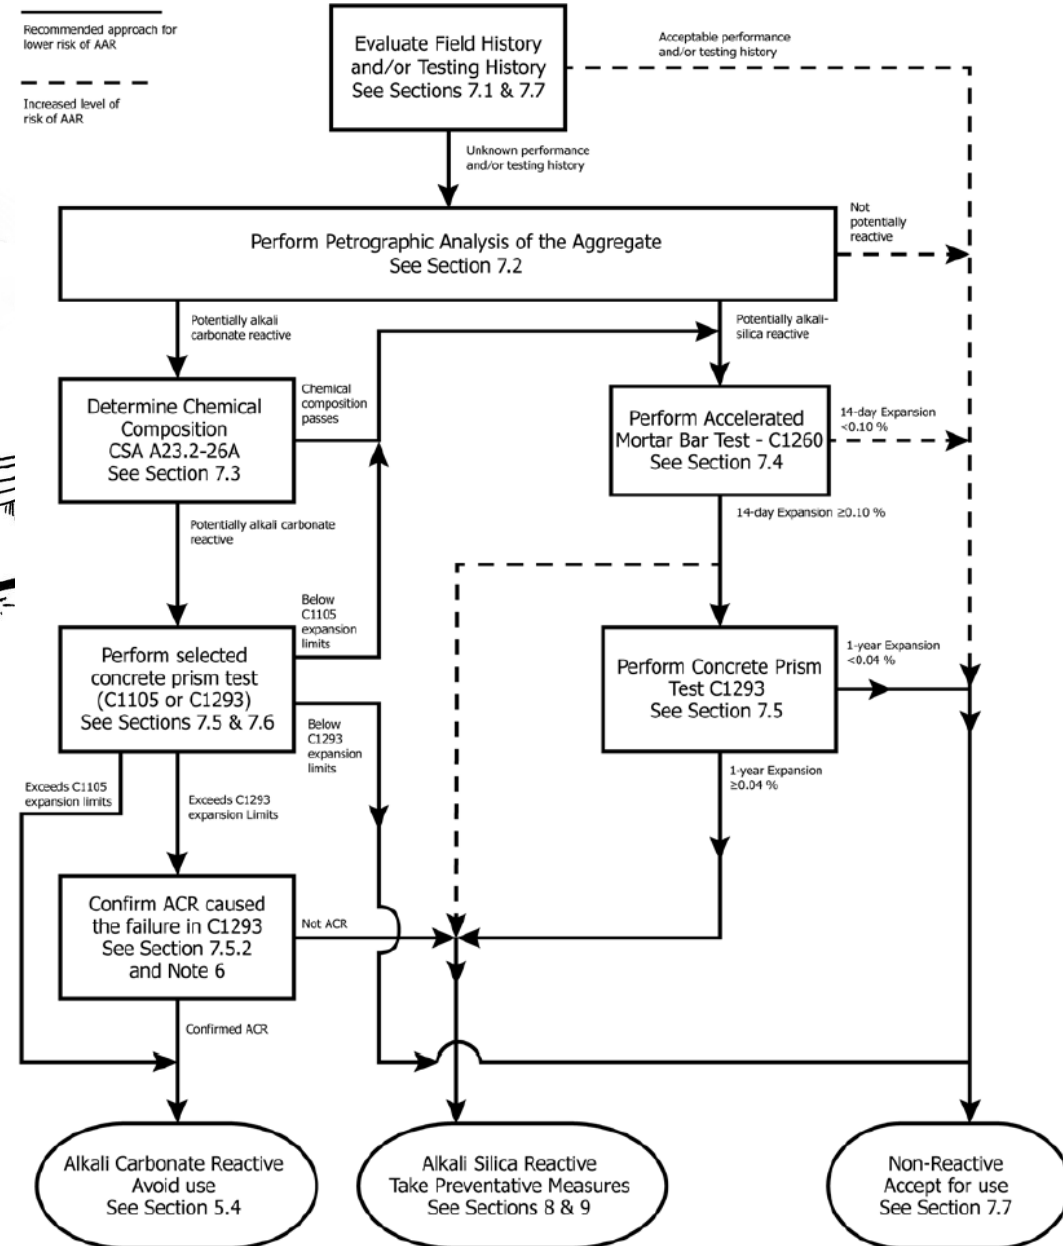 Recommended approach for
lower risk of AAR
Increased level of
risk of AAR
Evaluate Field History
and/or Testing History
See Sections 7.1 & 7.7
Acceptable performance
and/or testing history
Unknown performance
and/or testing history
Perform Petrographic Analysis of the Aggregate
See Section 7.2
Not
potentially
reactive
Potentially alkali
carbonate reactive
Potentially alkali-
silica reactive
Determine Chemical
Composition
CSA A23.2-26A
See Section 7.3
Chemical
composition
passes
Perform Accelerated
Mortar Bar Test - C1260
See Section 7.4
14-day Expansion
<0.10 %
Potentially alkali carbonate
reactive
14-day Expansion ≥0.10 %
Below
C1105
expansion
limits
Perform selected
concrete prism test
(C1105 or C1293)
See Sections 7.5 & 7.6
Perform Concrete Prism
Test C1293
See Section 7.5
1-year Expansion
<0.04 %
Below
C1293
expansion
limits
Exceeds C1105
expansion limits
Exceeds C1293
expansion Limits
1-year Expansion
≥0.04 %
Confirm ACR caused
the failure in C1293
See Section 7.5.2
and Note 6
Not ACR
Confirmed ACR
Alkali Carbonate Reactive
Avoid use
See Section 5.4
Alkali Silica Reactive
Take Preventative Measures
See Sections 8 & 9
Non-Reactive
Accept for use
See Section 7.7